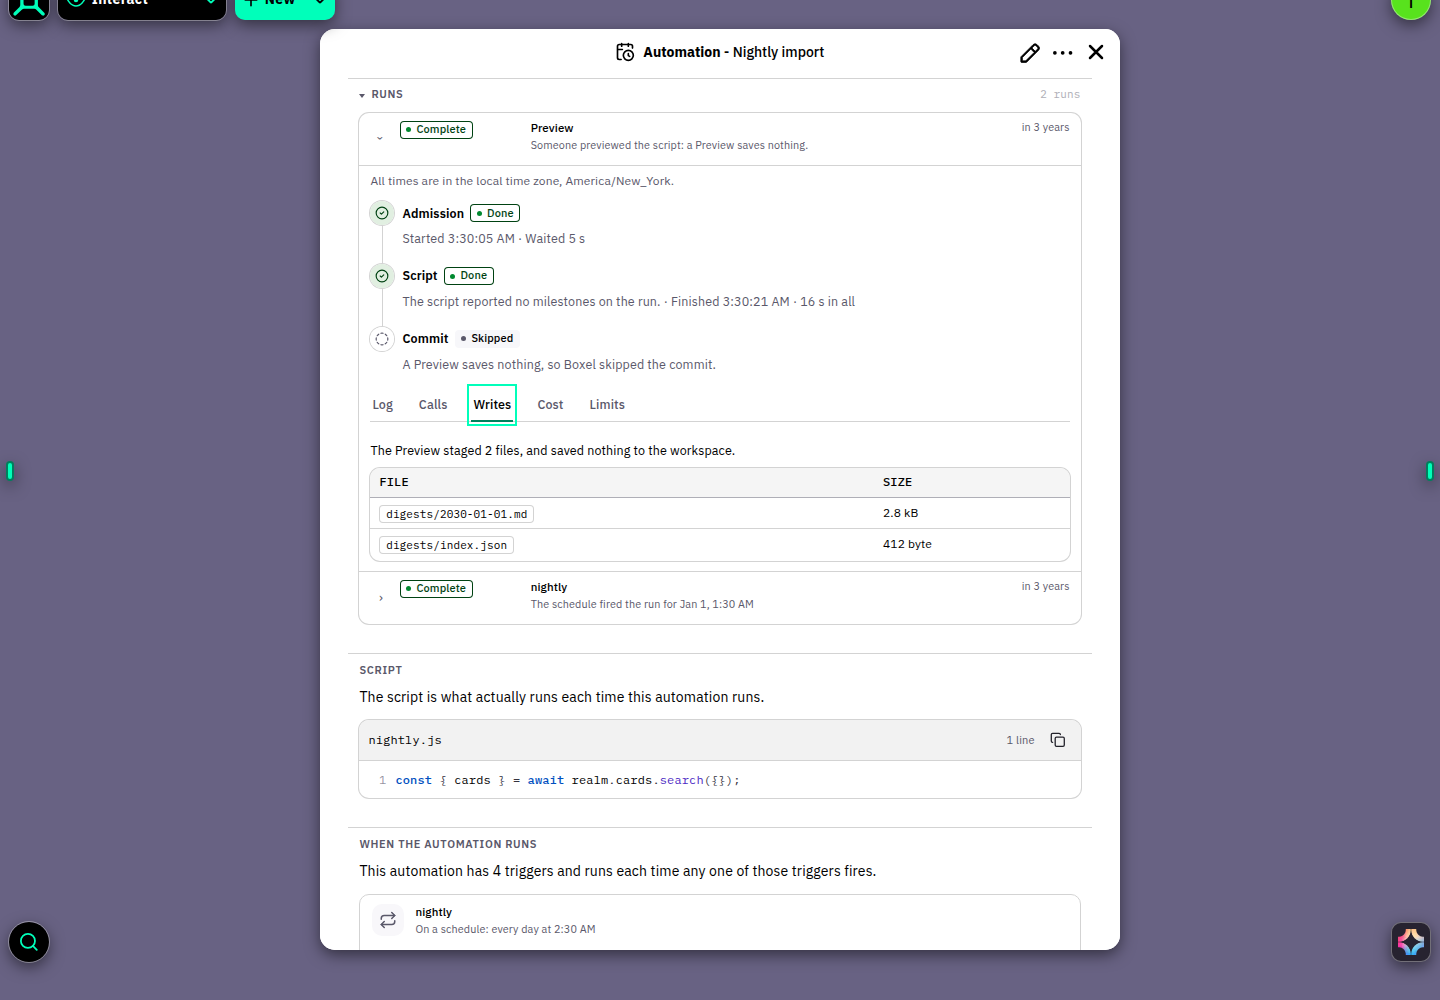 Interact
New
Automation - Nightly import
RUNS
2 runs
Complete
Preview
in 3 years
Someone previewed the script: a Preview saves nothing.
All times are in the local time zone, America/New_York.
Admission
Done
Started 3:30:05 AM · Waited 5 s
Script
Done
The script reported no milestones on the run. · Finished 3:30:21 AM · 16 s in all
Commit
Skipped
A Preview saves nothing, so Boxel skipped the commit.
Log Calls Writes Cost Limits
The Preview staged 2 files, and saved nothing to the workspace.
FILE SIZE
digests/2030-01-01.md 2.8 kB
digests/index.json 412 byte
Complete
nightly
in 3 years
The schedule fired the run for Jan 1, 1:30 AM
SCRIPT
The script is what actually runs each time this automation runs.
nightly.js
1 line
1 const { cards } = await realm.cards.search({});
WHEN THE AUTOMATION RUNS
This automation has 4 triggers and runs each time any one of those triggers fires.
nightly
On a schedule: every day at 2:30 AM